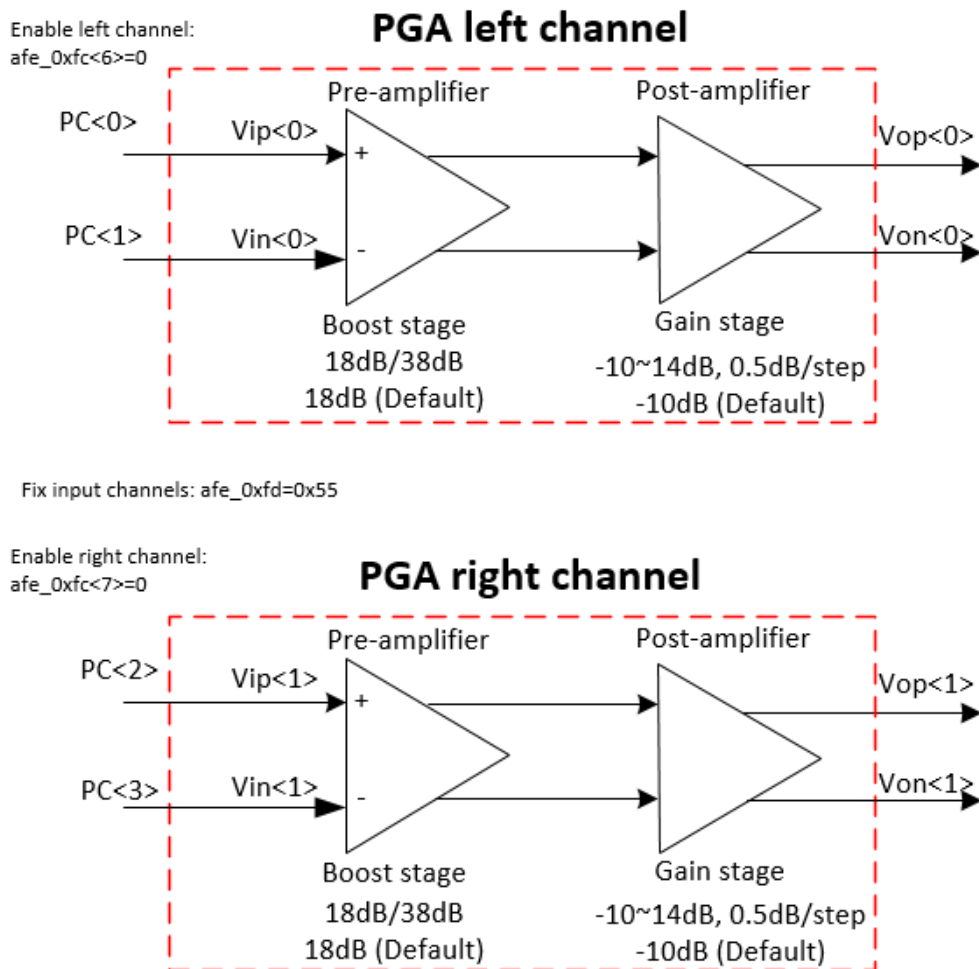 Enable left channel:
afe_0xfc<6>=0
PGA left channel
Pre-amplifier
Post-amplifier
PC<0>
Vip<0>
+
Vop<0>
PC<1>
Vin<0>
-
Von<0>
Boost stage
18dB/38dB
18dB (Default)
Gain stage
-10~14dB, 0.5dB/step
-10dB (Default)
Fix input channels: afe_0xfd=0x55
Enable right channel:
afe_0xfc<7>=0
PGA right channel
Pre-amplifier
Post-amplifier
PC<2>
Vip<1>
+
Vop<1>
PC<3>
Vin<1>
-
Von<1>
Boost stage
18dB/38dB
18dB (Default)
Gain stage
-10~14dB, 0.5dB/step
-10dB (Default)